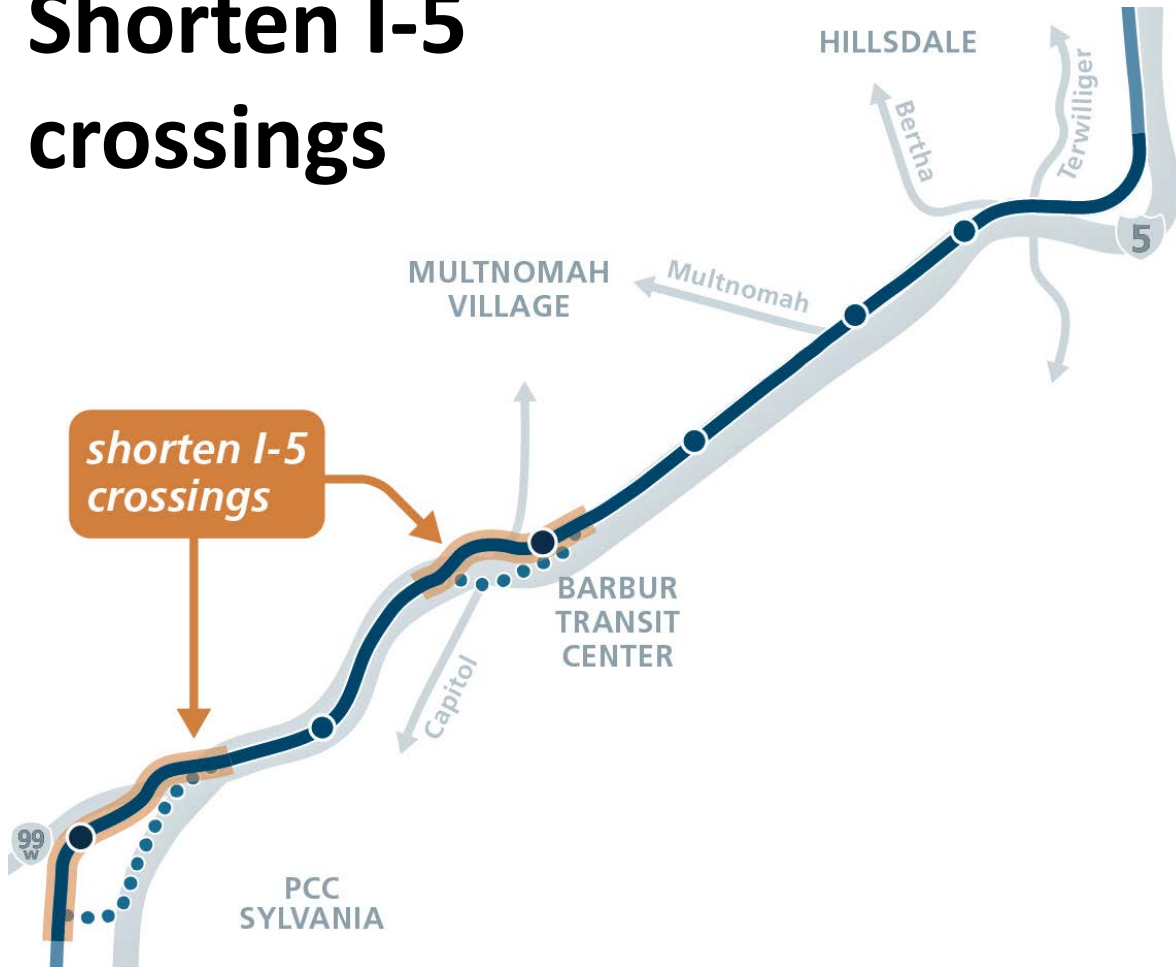 Shorten I-5
crossings
HILLSDALE
Terwilliger
Bertha
5
MULTNOMAH
VILLAGE
Multnomah
shorten I-5
crossings
BARBUR
TRANSIT
CENTER
Capitol
99
W
PCC
SYLVANIA